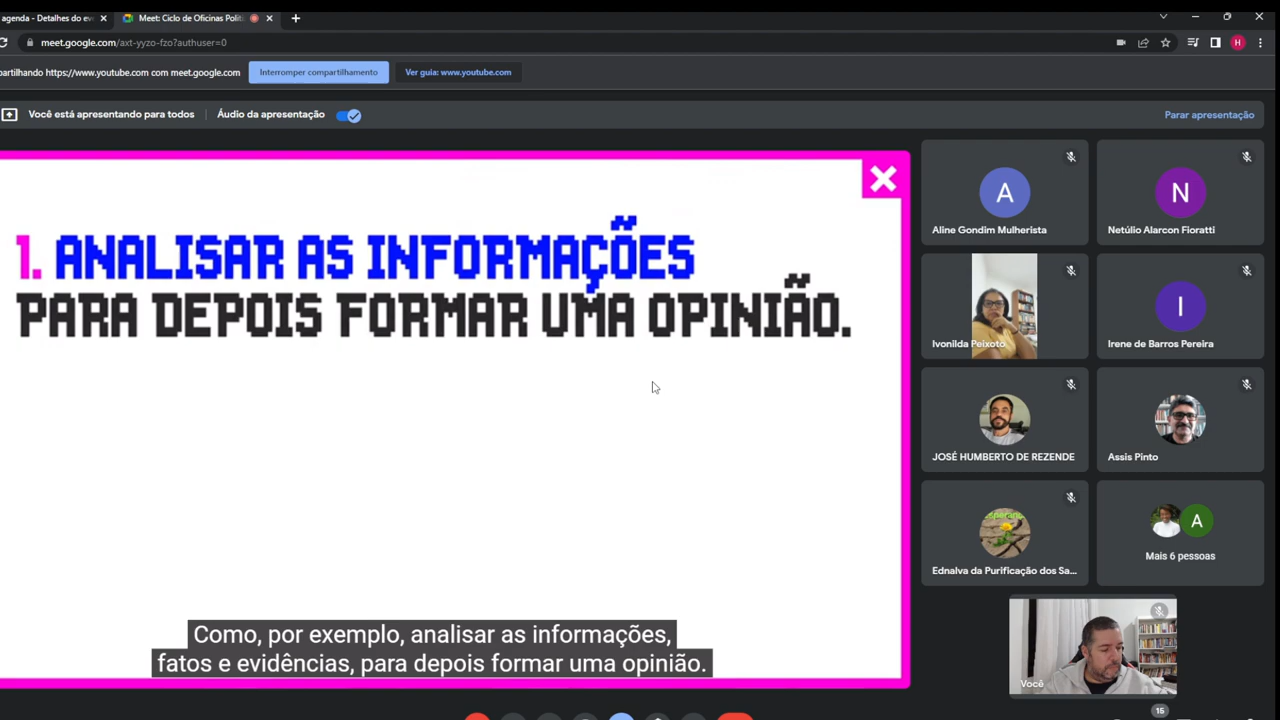 agenda - Detalhes do ev
Meet: Ciclo de Oficinas Políti
meet.google.com/axt-yyzo-fzo?authuser=0
H
partilhando https://www.youtube.com com meet.google.com
Interromper compartilhamento
Ver guia: www.youtube.com
Você está apresentando para todos
Áudio da apresentação
Parar apresentação
1. ANALISAR AS INFORMAÇÕES
PARA DEPOIS FORMAR UMA OPINIÃO.
Como, por exemplo, analisar as informações,
fatos e evidências, para depois formar uma opinião.
A
Aline Gondim Mulherista
N
Netúlio Alarcon Fioratti
Ivonilda Peixoto
I
Irene de Barros Pereira
JOSÉ HUMBERTO DE REZENDE
Assis Pinto
Ednalva da Purificação dos Sa...
A
Mais 6 pessoas
Você
15